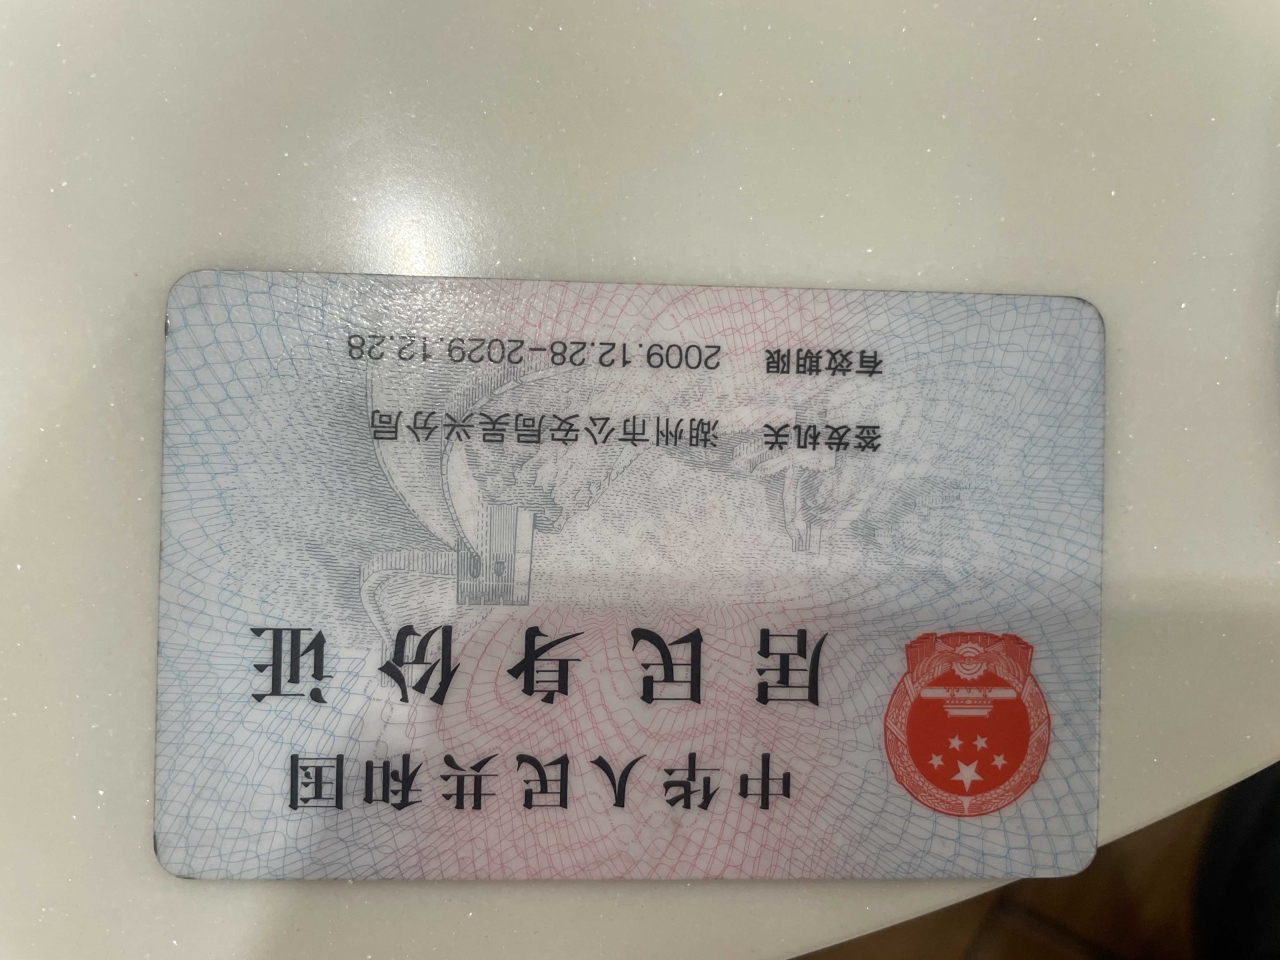 中华人民共和国
居民身份证
签发机关 湖州市公安局吴兴分局
有效期限 2009.12.28-2029.12.28